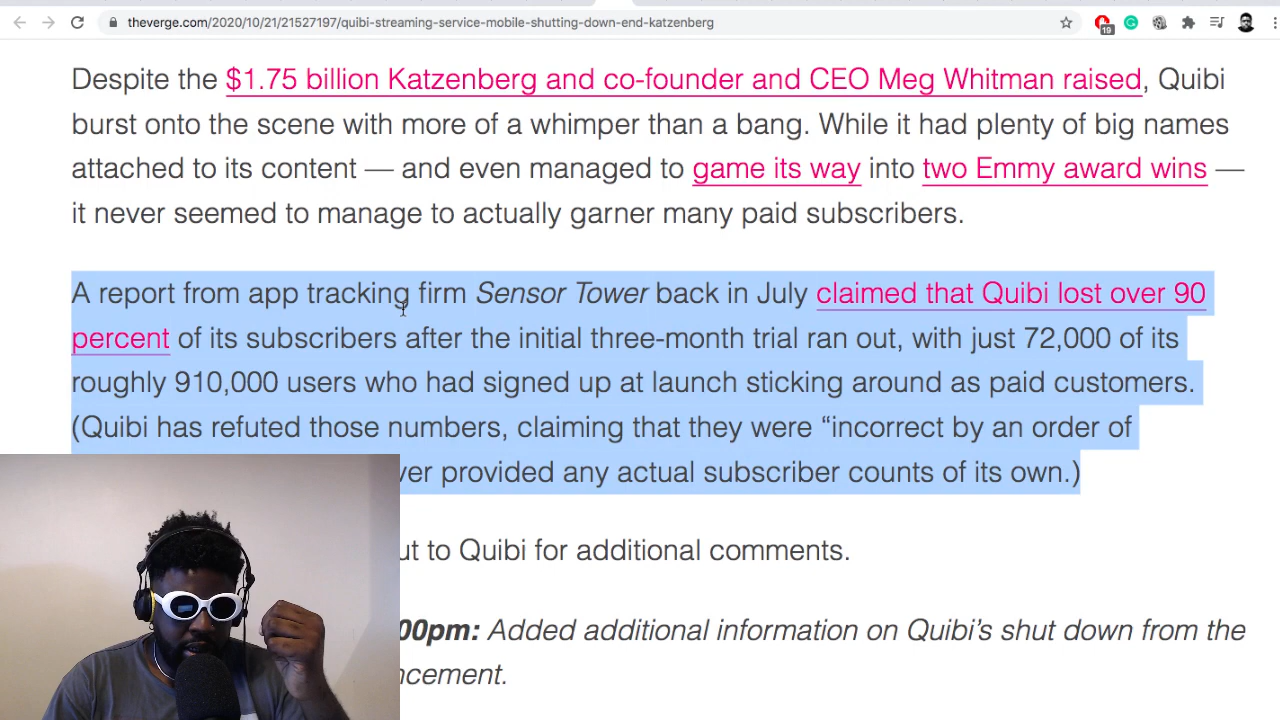 theverge.com/2020/10/21/21527197/quibi-streaming-service-mobile-shutting-down-end-katzenberg
19
Despite the $1.75 billion Katzenberg and co-founder and CEO Meg Whitman raised, Quibi
burst onto the scene with more of a whimper than a bang. While it had plenty of big names
attached to its content — and even managed to game its way into two Emmy award wins —
it never seemed to manage to actually garner many paid subscribers.
A report from app tracking firm Sensor Tower back in July claimed that Quibi lost over 90
percent of its subscribers after the initial three-month trial ran out, with just 72,000 of its
roughly 910,000 users who had signed up at launch sticking around as paid customers.
(Quibi has refuted those numbers, claiming that they were “incorrect by an order of
ver provided any actual subscriber counts of its own.)
ut to Quibi for additional comments.
00pm: Added additional information on Quibi’s shut down from the
ncement.